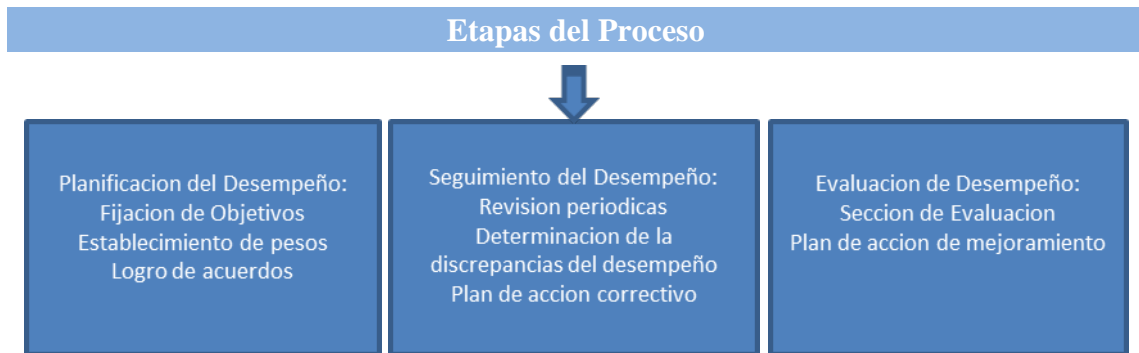 Etapas del Proceso
Planificacion del Desempeño:
Fijacion de Objetivos
Establecimiento de pesos
Logro de acuerdos
Seguimiento del Desempeño:
Revision periodicas
Determinacion de la
discrepancias del desempeño
Plan de accion correctivo
Evaluacion de Desempeño:
Seccion de Evaluacion
Plan de accion de mejoramiento